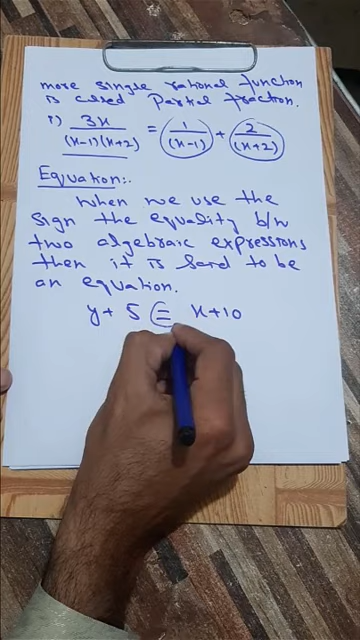 more single rational function
is called Partial fraction.
i) 3x/(x-1)(x+2) = 1/(x-1) + 2/(x+2)
Equation:.
When we use the
sign the equality b/w
two algebraic expressions
then it is said to be
an equation.
y + 5 = x+10